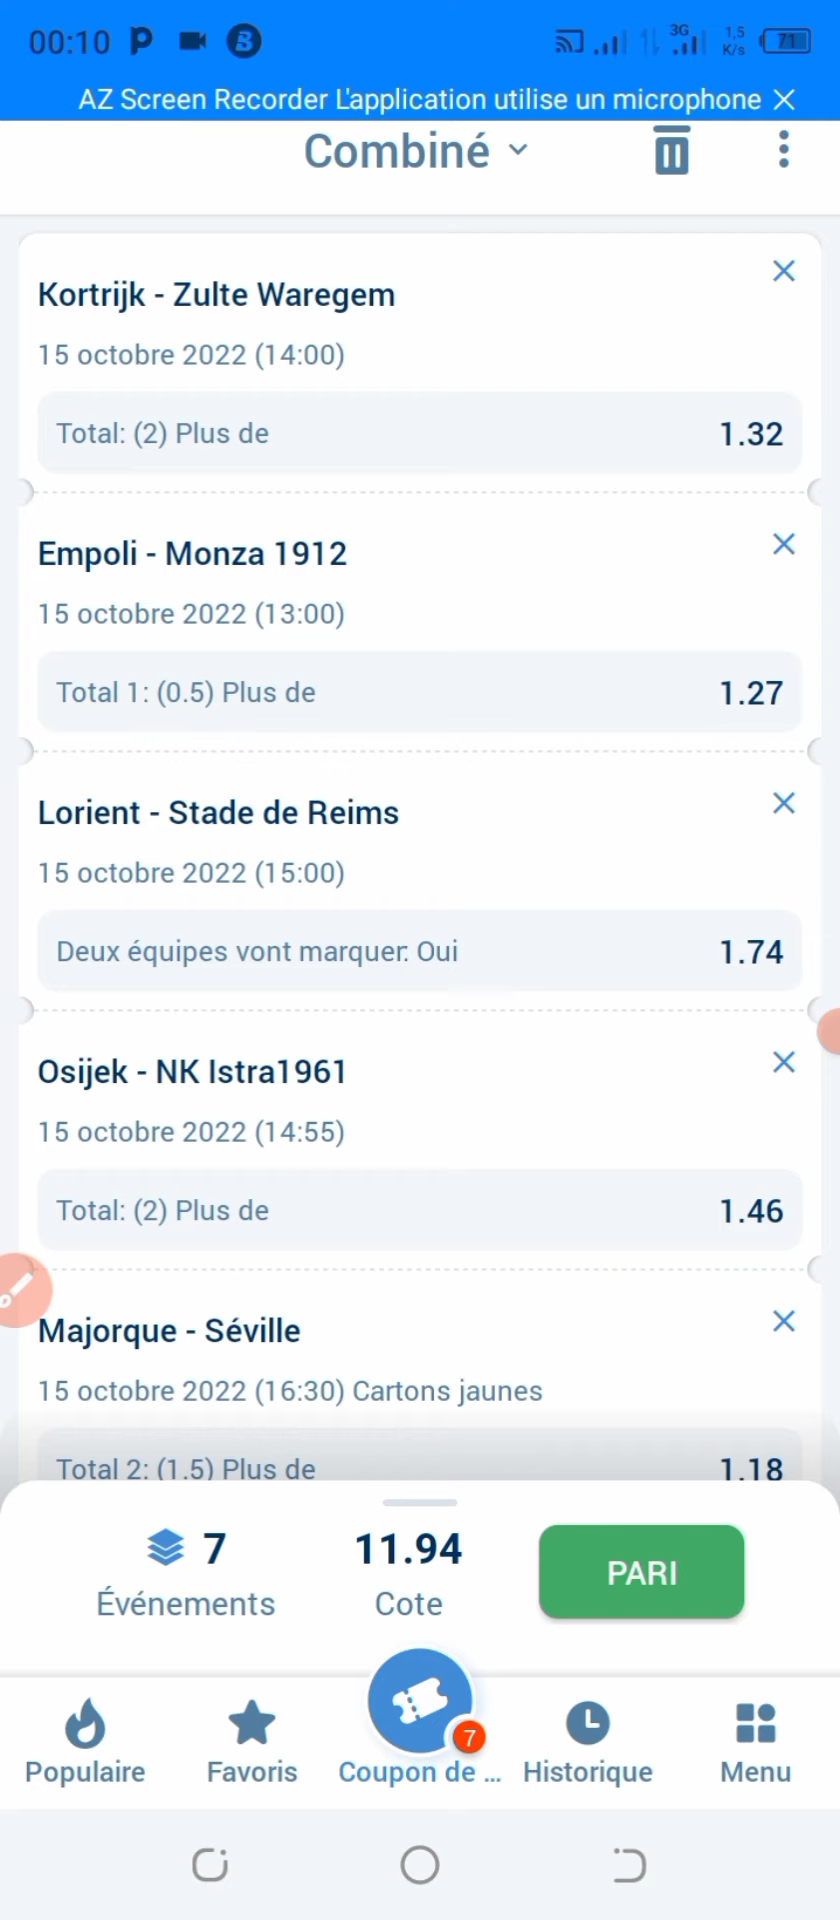 00:10
3G
1,5
K/s
71
AZ Screen Recorder L'application utilise un microphone
Combiné
Kortrijk - Zulte Waregem
15 octobre 2022 (14:00)
Total: (2) Plus de 1.32
Empoli - Monza 1912
15 octobre 2022 (13:00)
Total 1: (0.5) Plus de 1.27
Lorient - Stade de Reims
15 octobre 2022 (15:00)
Deux équipes vont marquer: Oui 1.74
Osijek - NK Istra1961
15 octobre 2022 (14:55)
Total: (2) Plus de 1.46
Majorque - Séville
15 octobre 2022 (16:30) Cartons jaunes
Total 2: (1.5) Plus de 1.18
7 11.94 PARI
Événements Cote
7
Populaire Favoris Coupon de ... Historique Menu